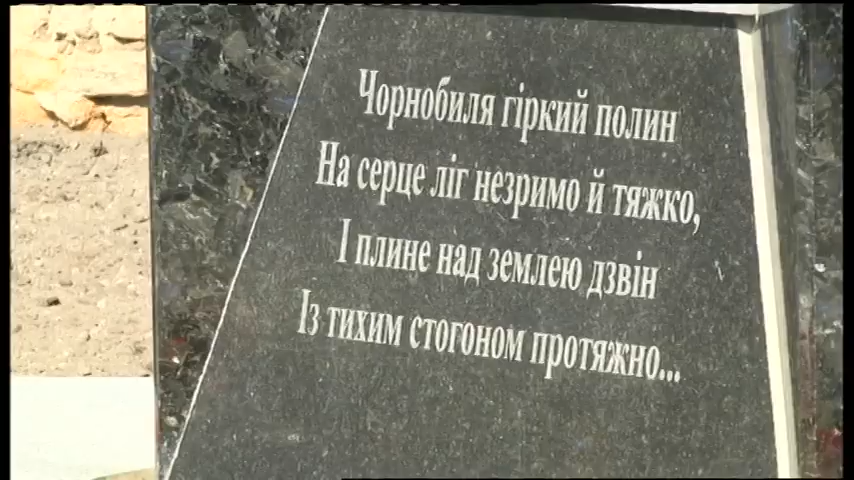 Чорнобиля гіркий полин
На серце ліг незримо й тяжко,
І плине над землею дзвін
Із тихим стогоном протяжно...